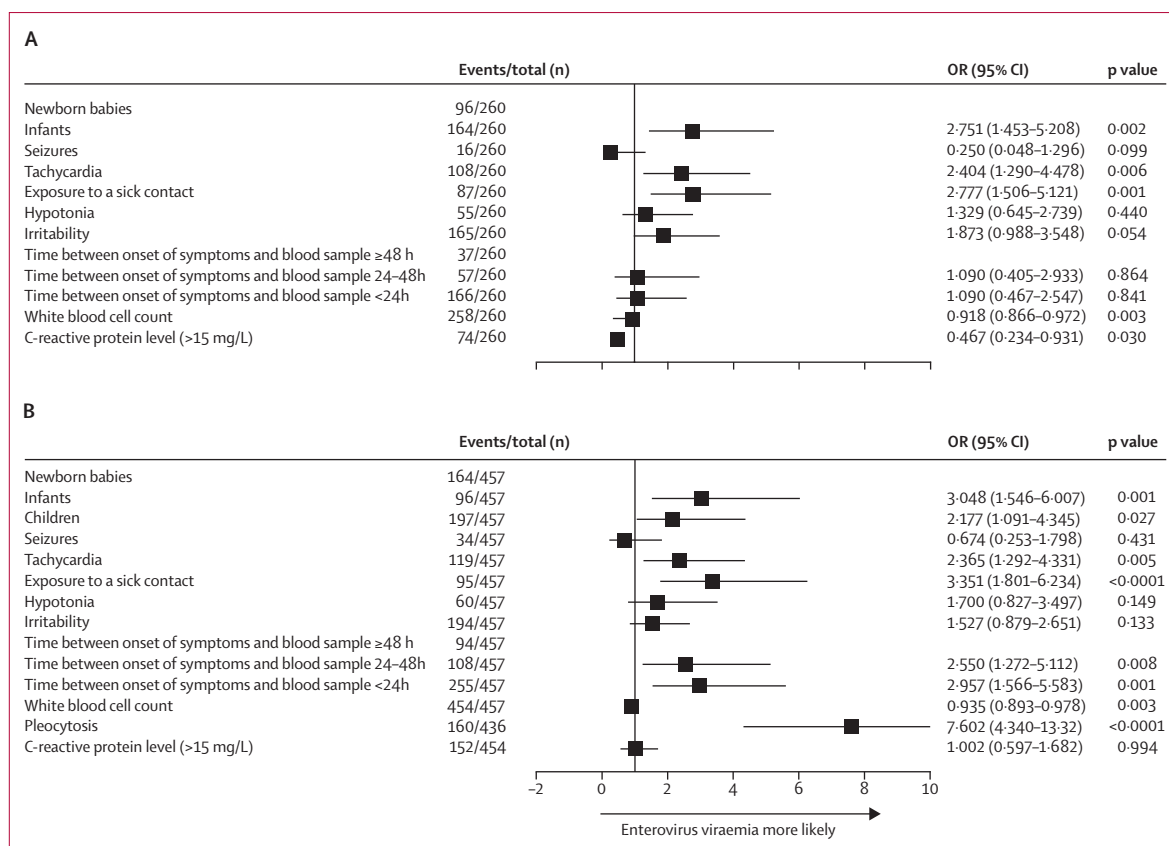 A
Events/total (n) OR (95% CI) p value
Newborn babies 96/260
Infants 164/260 2·751 (1·453–5·208) 0·002
Seizures 16/260 0·250 (0·048–1·296) 0·099
Tachycardia 108/260 2·404 (1·290–4·478) 0·006
Exposure to a sick contact 87/260 2·777 (1·506–5·121) 0·001
Hypotonia 55/260 1·329 (0·645–2·739) 0·440
Irritability 165/260 1·873 (0·988–3·548) 0·054
Time between onset of symptoms and blood sample ≥48 h 37/260
Time between onset of symptoms and blood sample 24–48h 57/260 1·090 (0·405–2·933) 0·864
Time between onset of symptoms and blood sample <24h 166/260 1·090 (0·467–2·547) 0·841
White blood cell count 258/260 0·918 (0·866–0·972) 0·003
C-reactive protein level (>15 mg/L) 74/260 0·467 (0·234–0·931) 0·030
B
Events/total (n) OR (95% CI) p value
Newborn babies 164/457
Infants 96/457 3·048 (1·546–6·007) 0·001
Children 197/457 2·177 (1·091–4·345) 0·027
Seizures 34/457 0·674 (0·253–1·798) 0·431
Tachycardia 119/457 2·365 (1·292–4·331) 0·005
Exposure to a sick contact 95/457 3·351 (1·801–6·234) <0·0001
Hypotonia 60/457 1·700 (0·827–3·497) 0·149
Irritability 194/457 1·527 (0·879–2·651) 0·133
Time between onset of symptoms and blood sample ≥48 h 94/457
Time between onset of symptoms and blood sample 24–48h 108/457 2·550 (1·272–5·112) 0·008
Time between onset of symptoms and blood sample <24h 255/457 2·957 (1·566–5·583) 0·001
White blood cell count 454/457 0·935 (0·893–0·978) 0·003
Pleocytosis 160/436 7·602 (4·340–13·32) <0·0001
C-reactive protein level (>15 mg/L) 152/454 1·002 (0·597–1·682) 0·994
–2 0 2 4 6 8 10
Enterovirus viraemia more likely